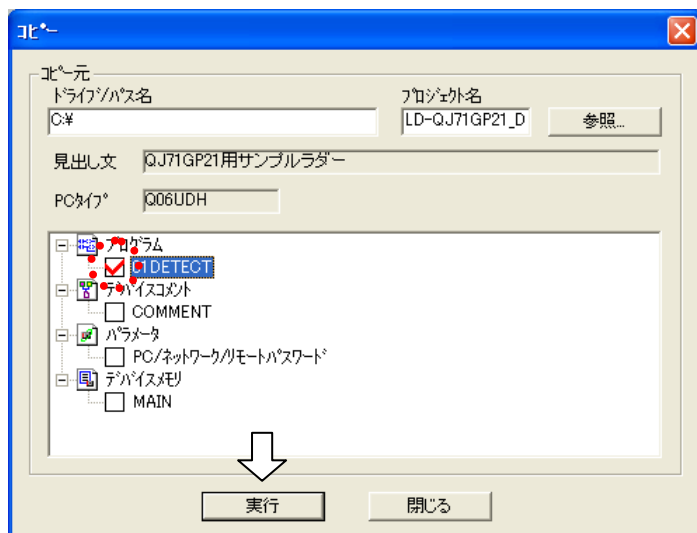 コピー
コピー元
ドライブ/パス名
プロジェクト名
C:¥
LD-QJ71GP21_D
参照...
見出し文
QJ71GP21用サンプルラダー
PCタイプ
Q06UDH
プログラム
01DETECT
デバイスコメント
COMMENT
パラメータ
PC/ネットワーク/リモートパスワード
デバイスメモリ
MAIN
実行
閉じる